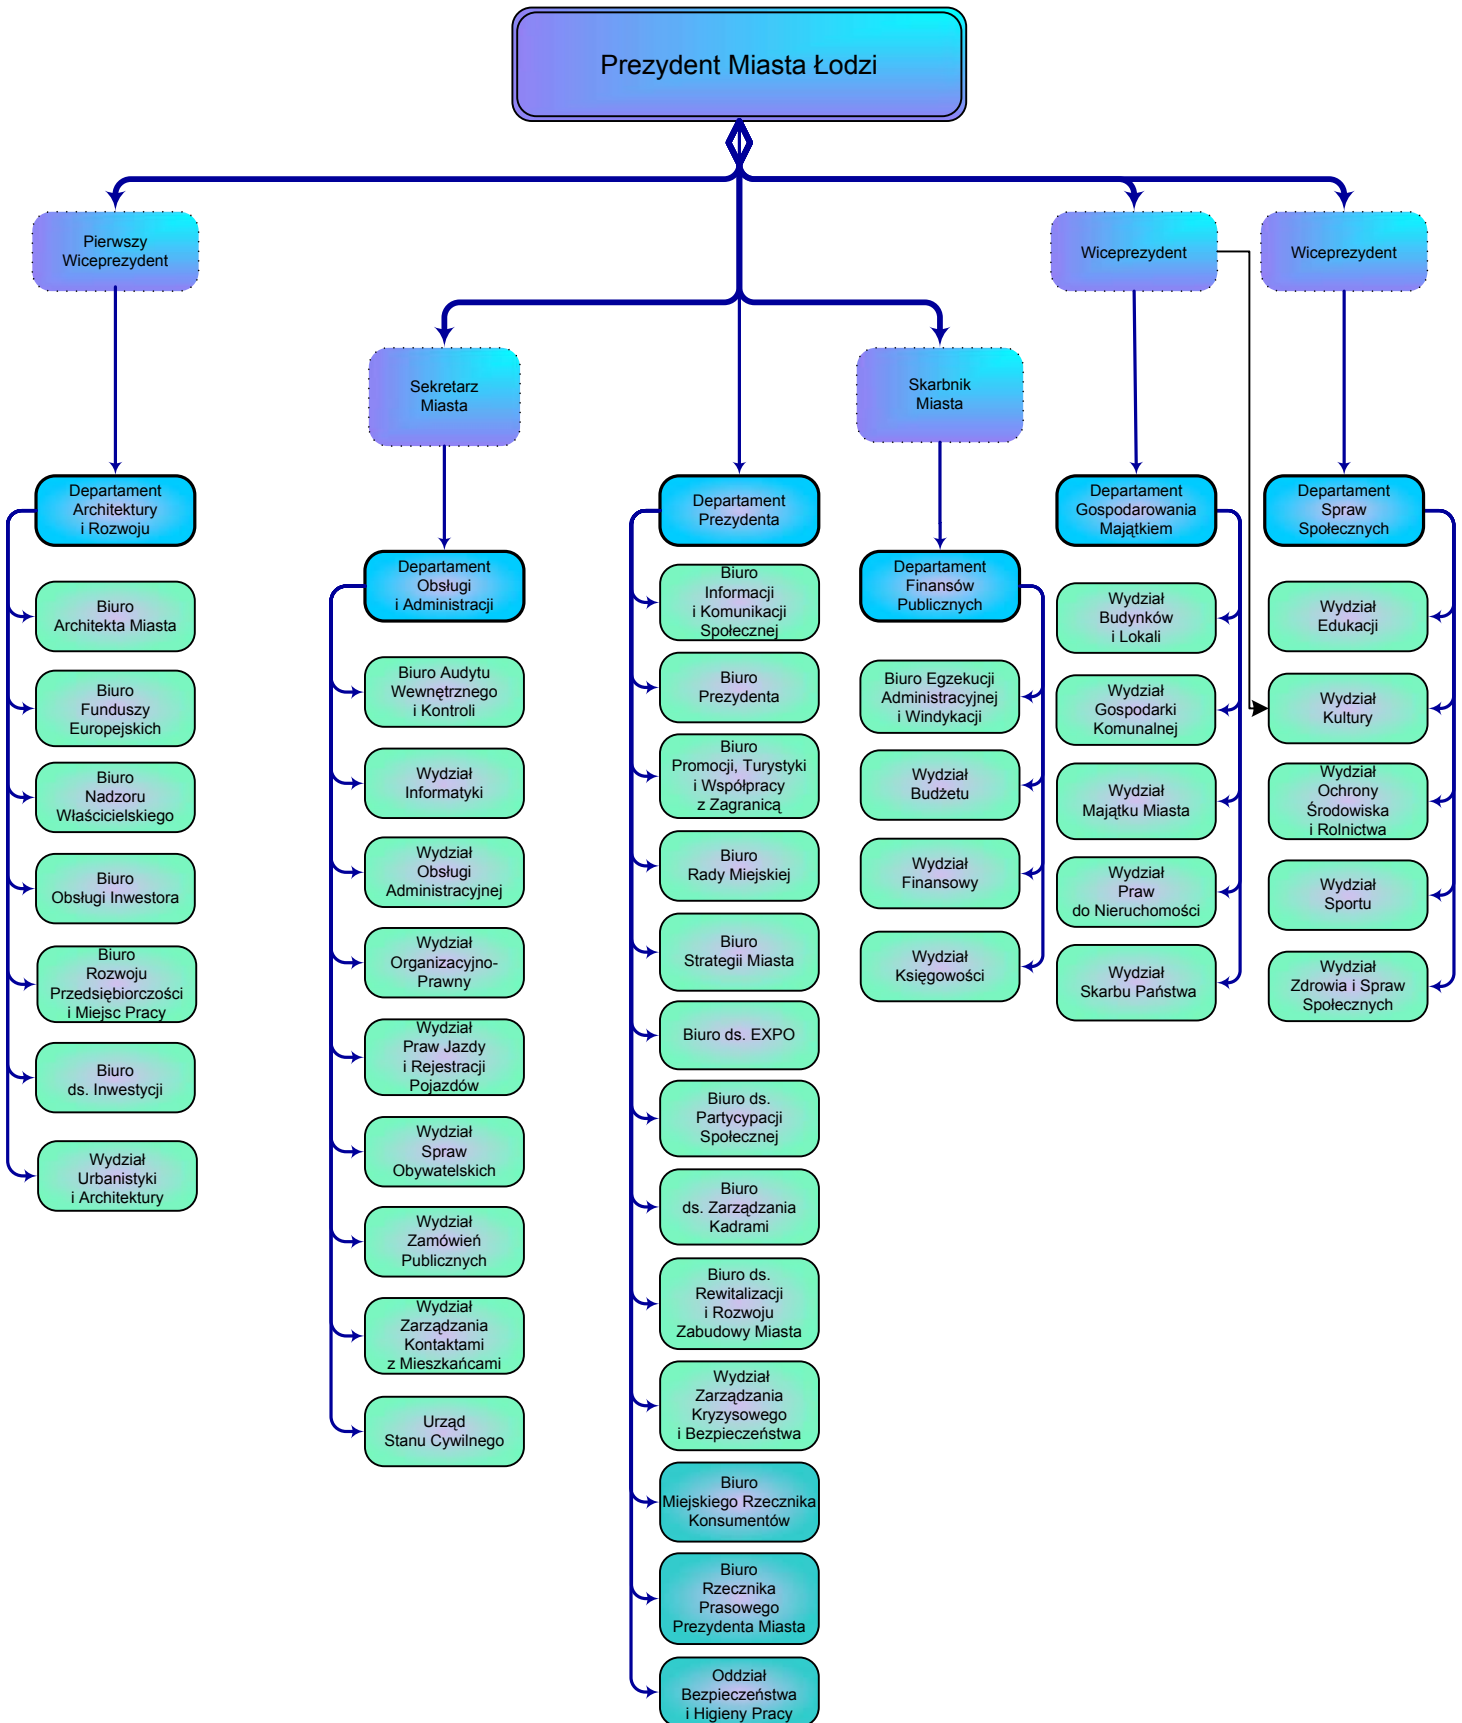 Prezydent Miasta Łodzi
Pierwszy
Wiceprezydent
Wiceprezydent
Wiceprezydent
Sekretarz
Miasta
Skarbnik
Miasta
Departament
Architektury
i Rozwoju
Biuro
Architekta Miasta
Biuro
Funduszy
Europejskich
Biuro
Nadzoru
Właścicielskiego
Biuro
Obsługi Inwestora
Biuro
Rozwoju
Przedsiębiorczości
i Miejsc Pracy
Biuro
ds. Inwestycji
Wydział
Urbanistyki
i Architektury
Departament
Obsługi
i Administracji
Biuro Audytu
Wewnętrznego
i Kontroli
Wydział
Informatyki
Wydział
Obsługi
Administracyjnej
Wydział
Organizacyjno-
Prawny
Wydział
Praw Jazdy
i Rejestracji
Pojazdów
Wydział
Spraw
Obywatelskich
Wydział
Zamówień
Publicznych
Wydział
Zarządzania
Kontaktami
z Mieszkańcami
Urząd
Stanu Cywilnego
Departament
Prezydenta
Biuro
Informacji
i Komunikacji
Społecznej
Biuro
Prezydenta
Biuro
Promocji, Turystyki
i Współpracy
z Zagranicą
Biuro
Rady Miejskiej
Biuro
Strategii Miasta
Biuro ds. EXPO
Biuro ds.
Partycypacji
Społecznej
Biuro
ds. Zarządzania
Kadrami
Biuro ds.
Rewitalizacji
i Rozwoju
Zabudowy Miasta
Wydział
Zarządzania
Kryzysowego
i Bezpieczeństwa
Biuro
Miejskiego Rzecznika
Konsumentów
Biuro
Rzecznika
Prasowego
Prezydenta Miasta
Oddział
Bezpieczeństwa
i Higieny Pracy
Departament
Finansów
Publicznych
Biuro Egzekucji
Administracyjnej
i Windykacji
Wydział
Budżetu
Wydział
Finansowy
Wydział
Księgowości
Departament
Gospodarowania
Majątkiem
Wydział
Budynków
i Lokali
Wydział
Gospodarki
Komunalnej
Wydział
Majątku Miasta
Wydział
Praw
do Nieruchomości
Wydział
Skarbu Państwa
Departament
Spraw
Społecznych
Wydział
Edukacji
Wydział
Kultury
Wydział
Ochrony
Środowiska
i Rolnictwa
Wydział
Sportu
Wydział
Zdrowia i Spraw
Społecznych